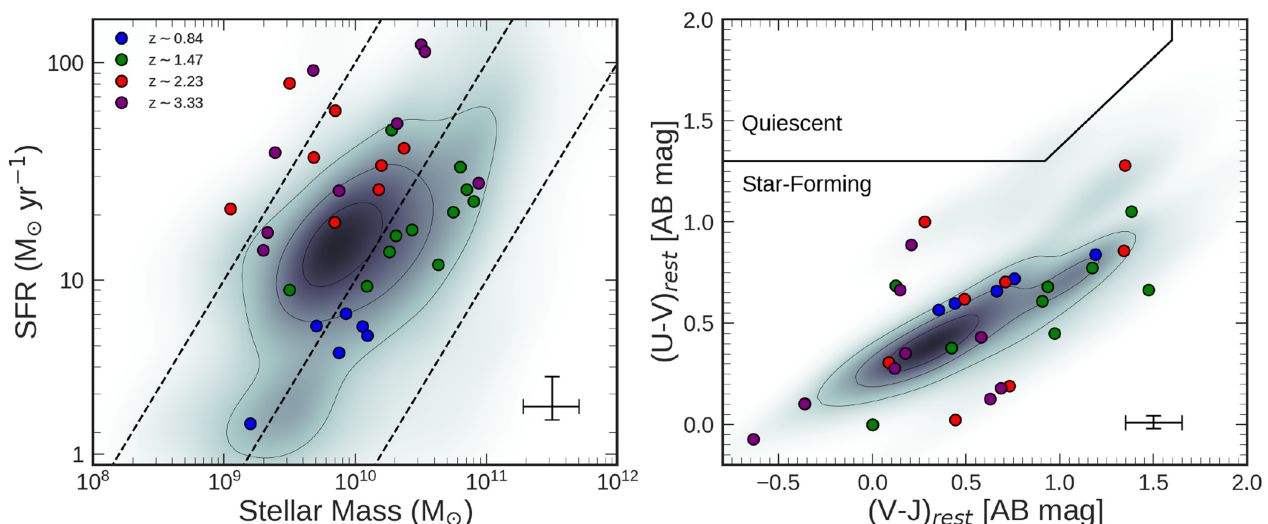 z ~ 0.84
z ~ 1.47
z ~ 2.23
z ~ 3.33
100
10
1
SFR (M⊙ yr⁻¹)
10⁸ 10⁹ 10¹⁰ 10¹¹ 10¹²
Stellar Mass (M⊙)
2.0
1.5
1.0
0.5
0.0
(U-V)rest [AB mag]
Quiescent
Star-Forming
−0.5 0.0 0.5 1.0 1.5 2.0
(V-J)rest [AB mag]